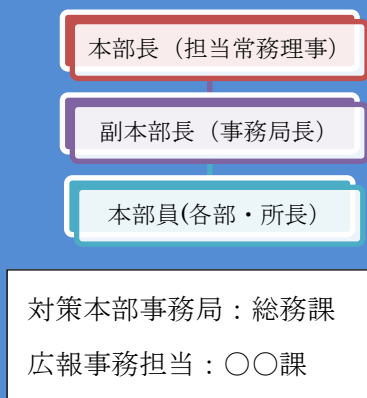 本部長（担当常務理事）
副本部長（事務局長）
本部員(各部・所長）
対策本部事務局：総務課
広報事務担当：○○課